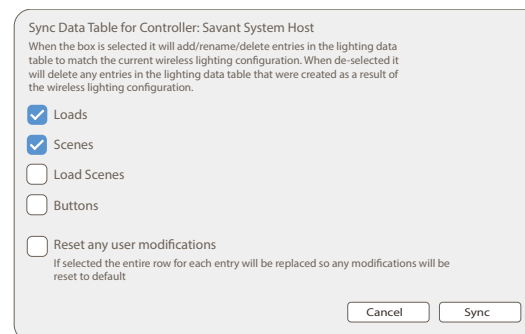 Sync Data Table for Controller: Savant System Host
When the box is selected it will add/rename/delete entries in the lighting data
table to match the current wireless lighting configuration. When de-selected it
will delete any entries in the lighting data table that were created as a result of
the wireless lighting configuration.
Loads
Scenes
Load Scenes
Buttons
Reset any user modifications
If selected the entire row for each entry will be replaced so any modifications will be
reset to default
Cancel Sync